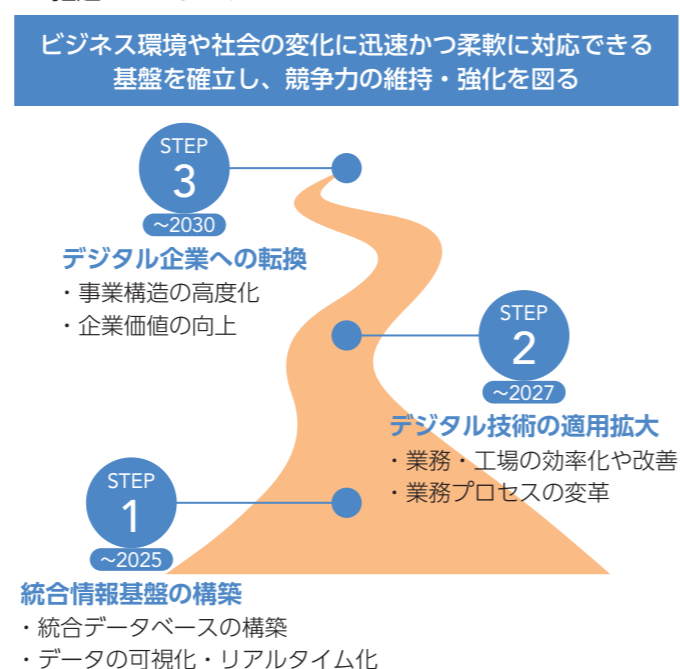 ビジネス環境や社会の変化に迅速かつ柔軟に対応できる
基盤を確立し、競争力の維持・強化を図る
STEP
3
～2030
デジタル企業への転換
・事業構造の高度化
・企業価値の向上
STEP
2
～2027
デジタル技術の適用拡大
・業務・工場の効率化や改善
・業務プロセスの変革
STEP
1
～2025
統合情報基盤の構築
・統合データベースの構築
・データの可視化・リアルタイム化